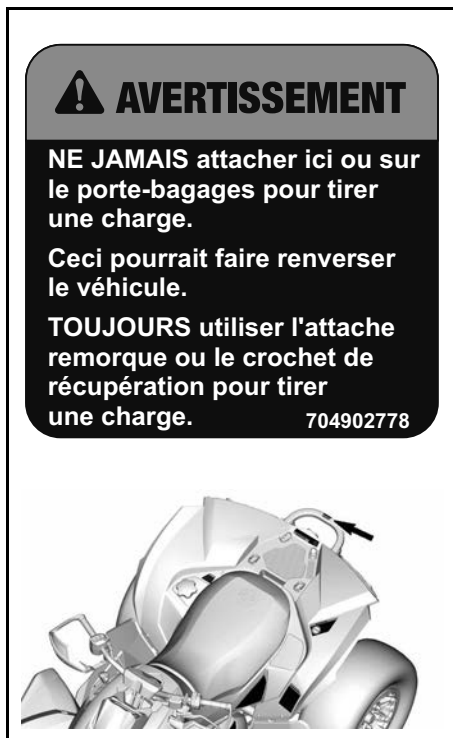 AVERTISSEMENT
NE JAMAIS attacher ici ou sur
le porte-bagages pour tirer
une charge.
Ceci pourrait faire renverser
le véhicule.
TOUJOURS utiliser l'attache
remorque ou le crochet de
récupération pour tirer
une charge. 704902778